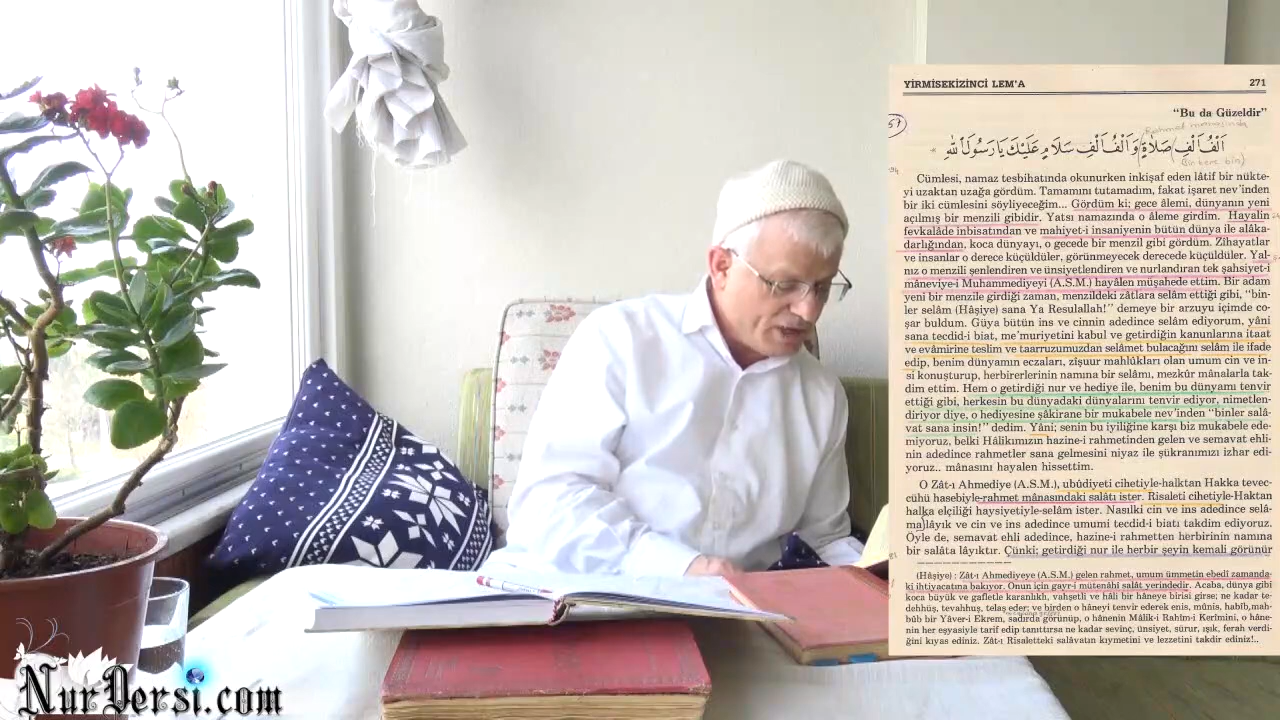 YİRMİSEKİZİNCİ LEM'A 271
"Bu da Güzeldir"
اَلْفُ اَلْفِ صَلَاةٍ وَاَلْفُ اَلْفِ سَلَامٍ عَلَيْكَ يَارَسُولَ اللّٰهِ
(Bin kere bin)
Cümlesi, namaz tesbihatında okunurken inkişaf eden lâtif bir nükte-
yi uzaktan uzağa gördüm. Tamamını tutamadım, fakat işaret nev'inden
bir iki cümlesini söyliyeceğim... Gördüm ki; gece âlemi, dünyanın yeni
açılmış bir menzili gibidir. Yatsı namazında o âleme girdim. Hayalin
fevkalâde inbisatından ve mahiyet-i insaniyenin bütün dünya ile alâka-
darlığından, koca dünyayı, o gecede bir menzil gibi gördüm. Zihayatlar
ve insanlar o derece küçüldüler, görünmeyecek derecede küçüldüler. Yal-
nız o menzili şenlendiren ve ünsiyetlendiren ve nurlandıran tek şahsiyet-i
mâneviye-i Muhammediyeyi (A.S.M.) hayâlen müşahede ettim. Bir adam
yeni bir menzile girdiği zaman, menzildeki zâtlara selâm ettiği gibi, "bin-
ler selâm (Hâşiye) sana Ya Resulallah!" demeye bir arzuyu içimde co-
şar buldum. Güya bütün ins ve cinnin adedince selâm ediyorum, yâni
sana tecdid-i biat, me'muriyetini kabul ve getirdiğin kanunlarına itaat
ve evâmirine teslim ve taarruzumuzdan selâmet bulacağını selâm ile ifade
edip, benim dünyamın eczaları, zişuur mahlûkları olan umum cin ve in-
si konuşturup, herbirerlerinin namına bir selâmı, mezkûr mânalarla tak-
dim ettim. Hem o getirdiği nur ve hediye ile, benim bu dünyamı tenvir
ettiği gibi, herkesin bu dünyadaki dünyalarını tenvir ediyor, nimetlen-
diriyor diye, o hediyesine şâkirane bir mukabele nev'inden "binler salâ-
vat sana insin!" dedim. Yâni; senin bu iyiliğine karşı biz mukabele ede-
miyoruz, belki Hâlikımızın hazine-i rahmetinden gelen ve semavat ehli-
nin adedince rahmetler sana gelmesini niyaz ile şükranımızı izhar edi-
yoruz.. mânasını hayalen hissettim.
O Zât-ı Ahmediye (A.S.M.), ubûdiyeti cihetiyle-halktan Hakka tevec-
cühü hasebiyle-rahmet mânasındaki salâtı ister. Risaleti cihetiyle-Haktan
halka elçiliği haysiyetiyle-selâm ister. Nasılki cin ve ins adedince selâ-
ma lâyık ve cin ve ins adedince umumi tecdid-i biatı takdim ediyoruz.
Öyle de, semavat ehli adedince, hazine-i rahmetten herbirinin namına
bir salâta lâyıktır. Çünki; getirdiği nur ile herbir şeyin kemali görünür
(Hâşiye) : Zât-ı Ahmediyeye (A.S.M.) gelen rahmet, umum ümmetin ebedî zamanda-
ki ihtiyacatına bakıyor. Onun için gayr-i mütenâhi salât yerindedir. Acaba, dünya gibi
koca büyük ve gafletle karanlıklı, vahşetli ve hâli bir hâneye birisi girse; ne kadar te-
dehhüş, tevahhuş, telaş eder; ve birden o hâneyi tenvir ederek enis, mûnis, habîb, mah-
bûb bir Yâver-i Ekrem, sadırda görünüp, o hânenin Mâlik-i Rahîm-i Kerîmini, o hâne-
nin her eşyasiyle tarif edip tanıttırsa ne kadar sevinç, ünsiyet, sürur, ışık, ferah verdi-
ğini kıyas ediniz. Zât-ı Risaletteki salâvatın kıymetini ve lezzetini takdir ediniz!..
NurDersi.com